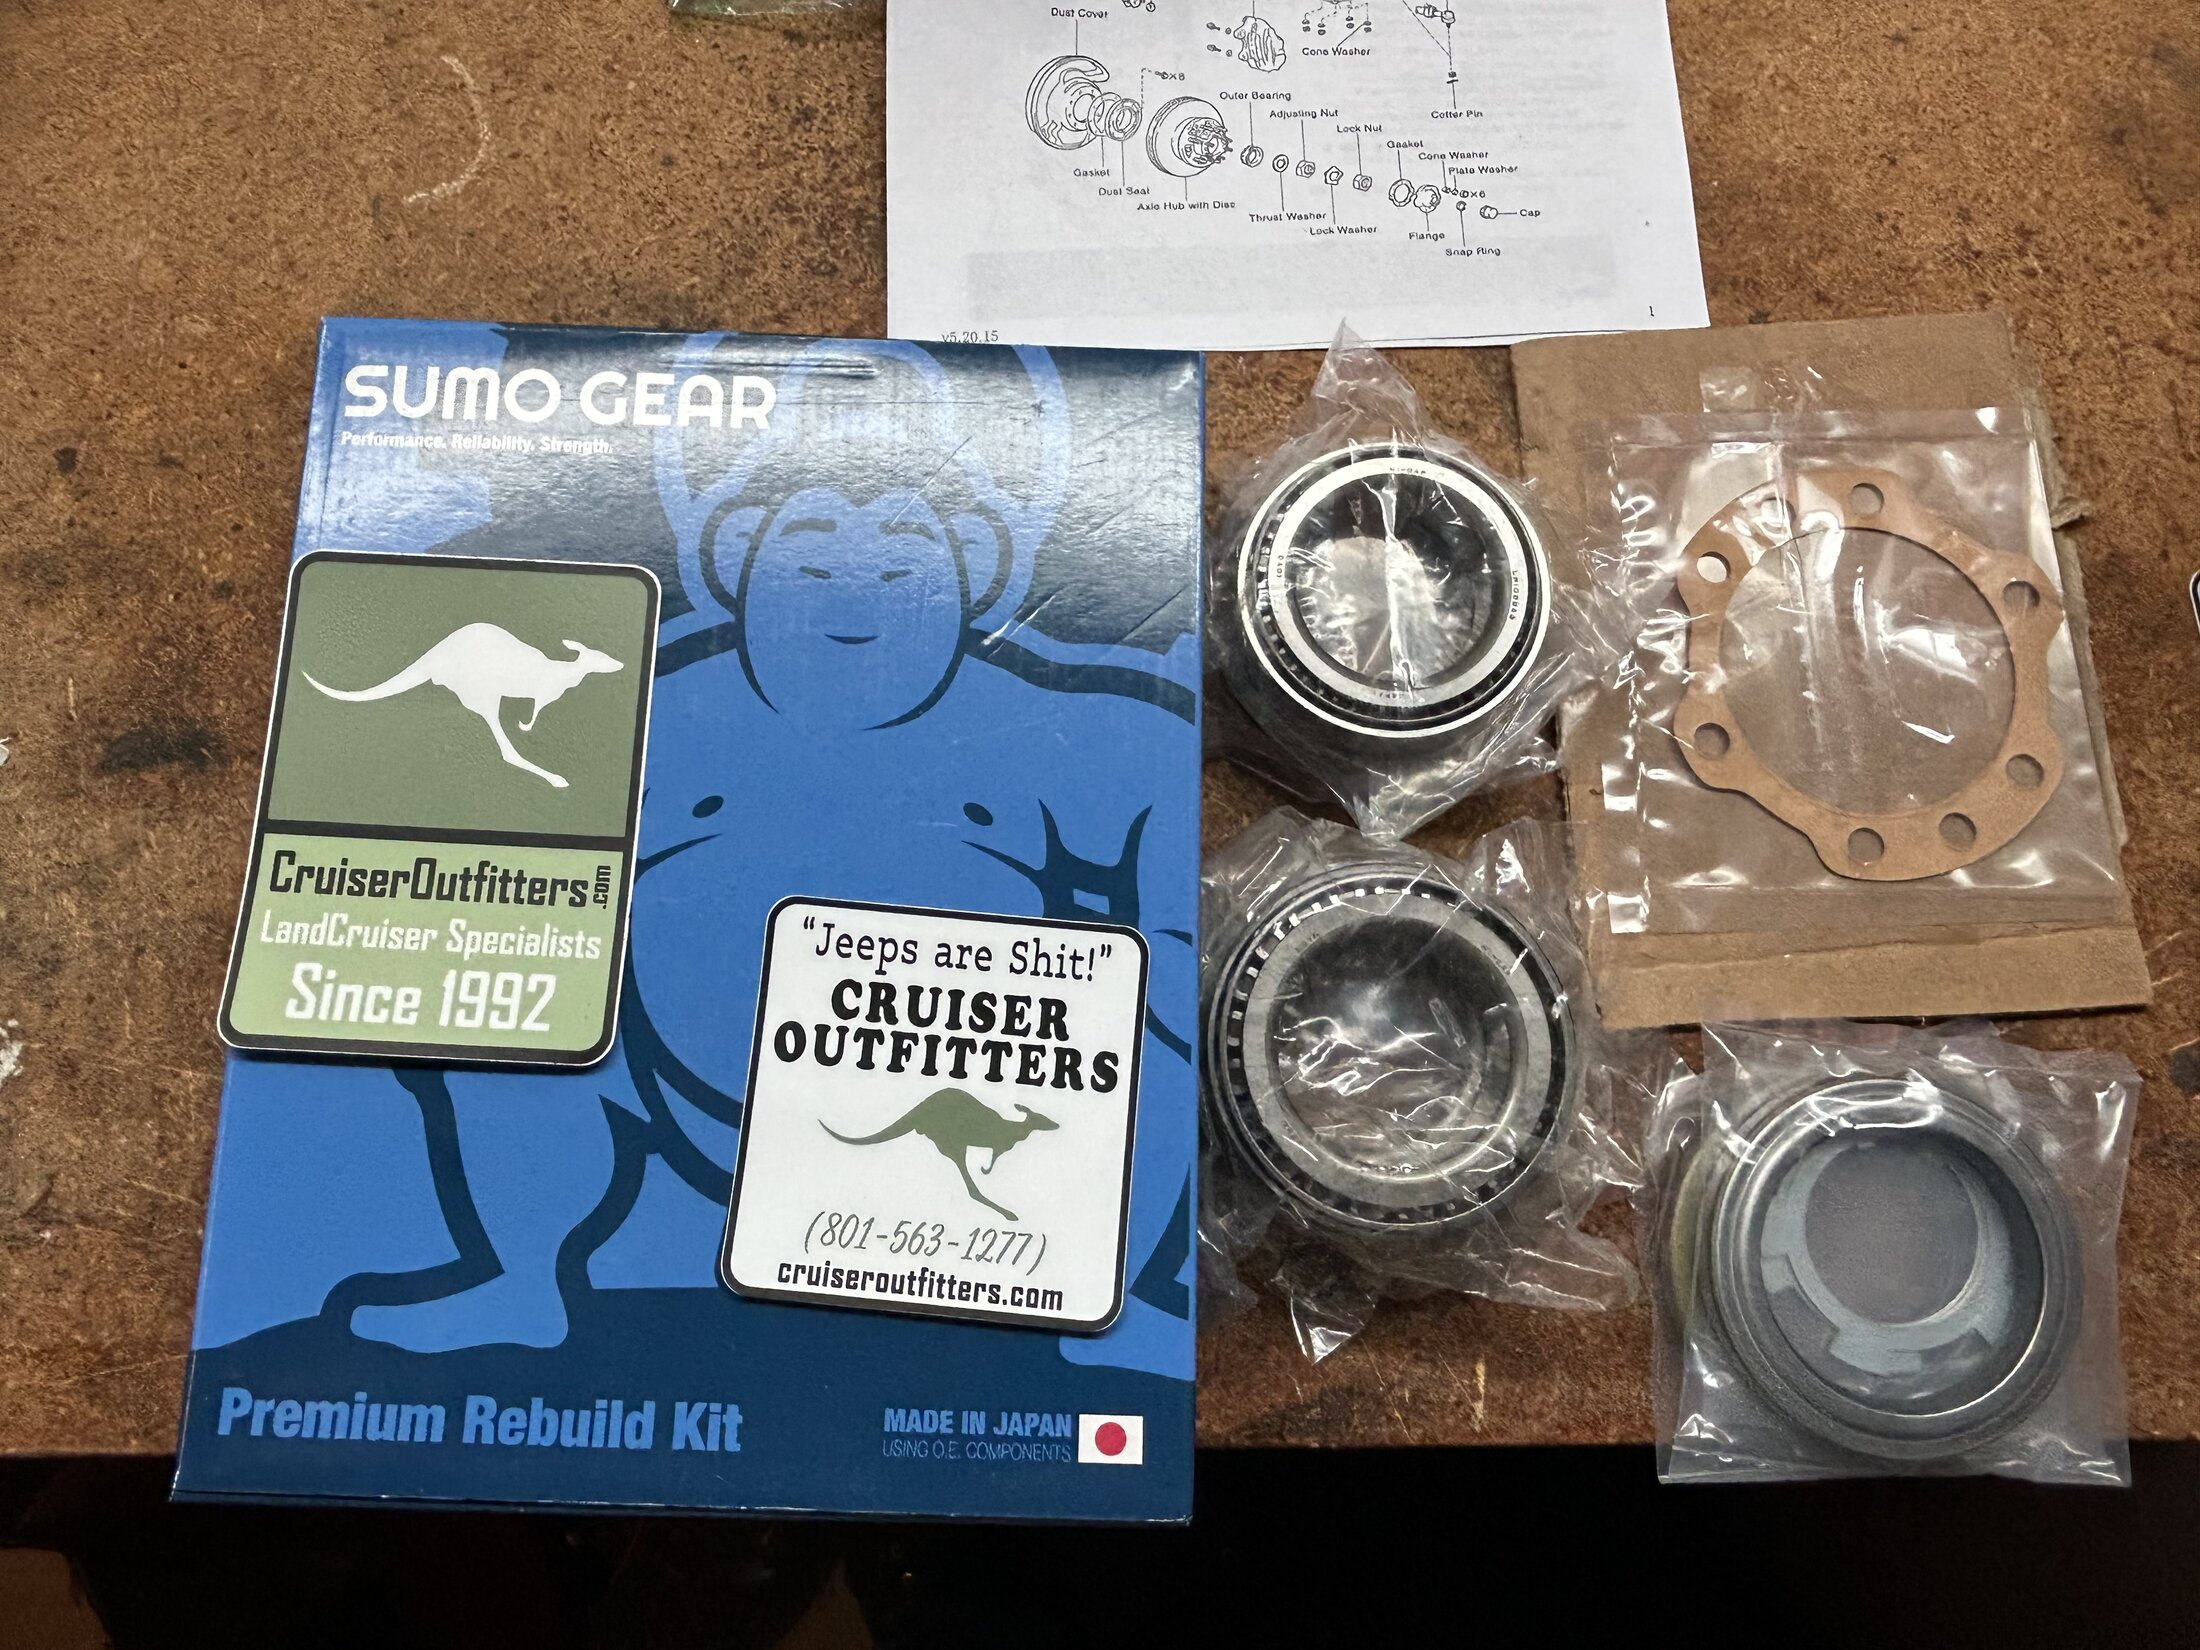 Dust Cover
Cone Washer
X8
Outer Bearing
Adjusting Nut
Cotter Pin
Lock Nut
Gasket
Cone Washer
Plate Washer
Gasket
Dust Seal
X6
Axle Hub with Disc
Thrust Washer
Cap
Lock Washer
Flange
Snap Ring
1
v5.20.15
SUMO GEAR
Performance. Reliability. Strength.
CruiserOutfitters.com
LandCruiser Specialists
Since 1992
"Jeeps are Shit!"
CRUISER
OUTFITTERS
(801-563-1277)
cruiseroutfitters.com
Premium Rebuild Kit
MADE IN JAPAN
USING O.E. COMPONENTS